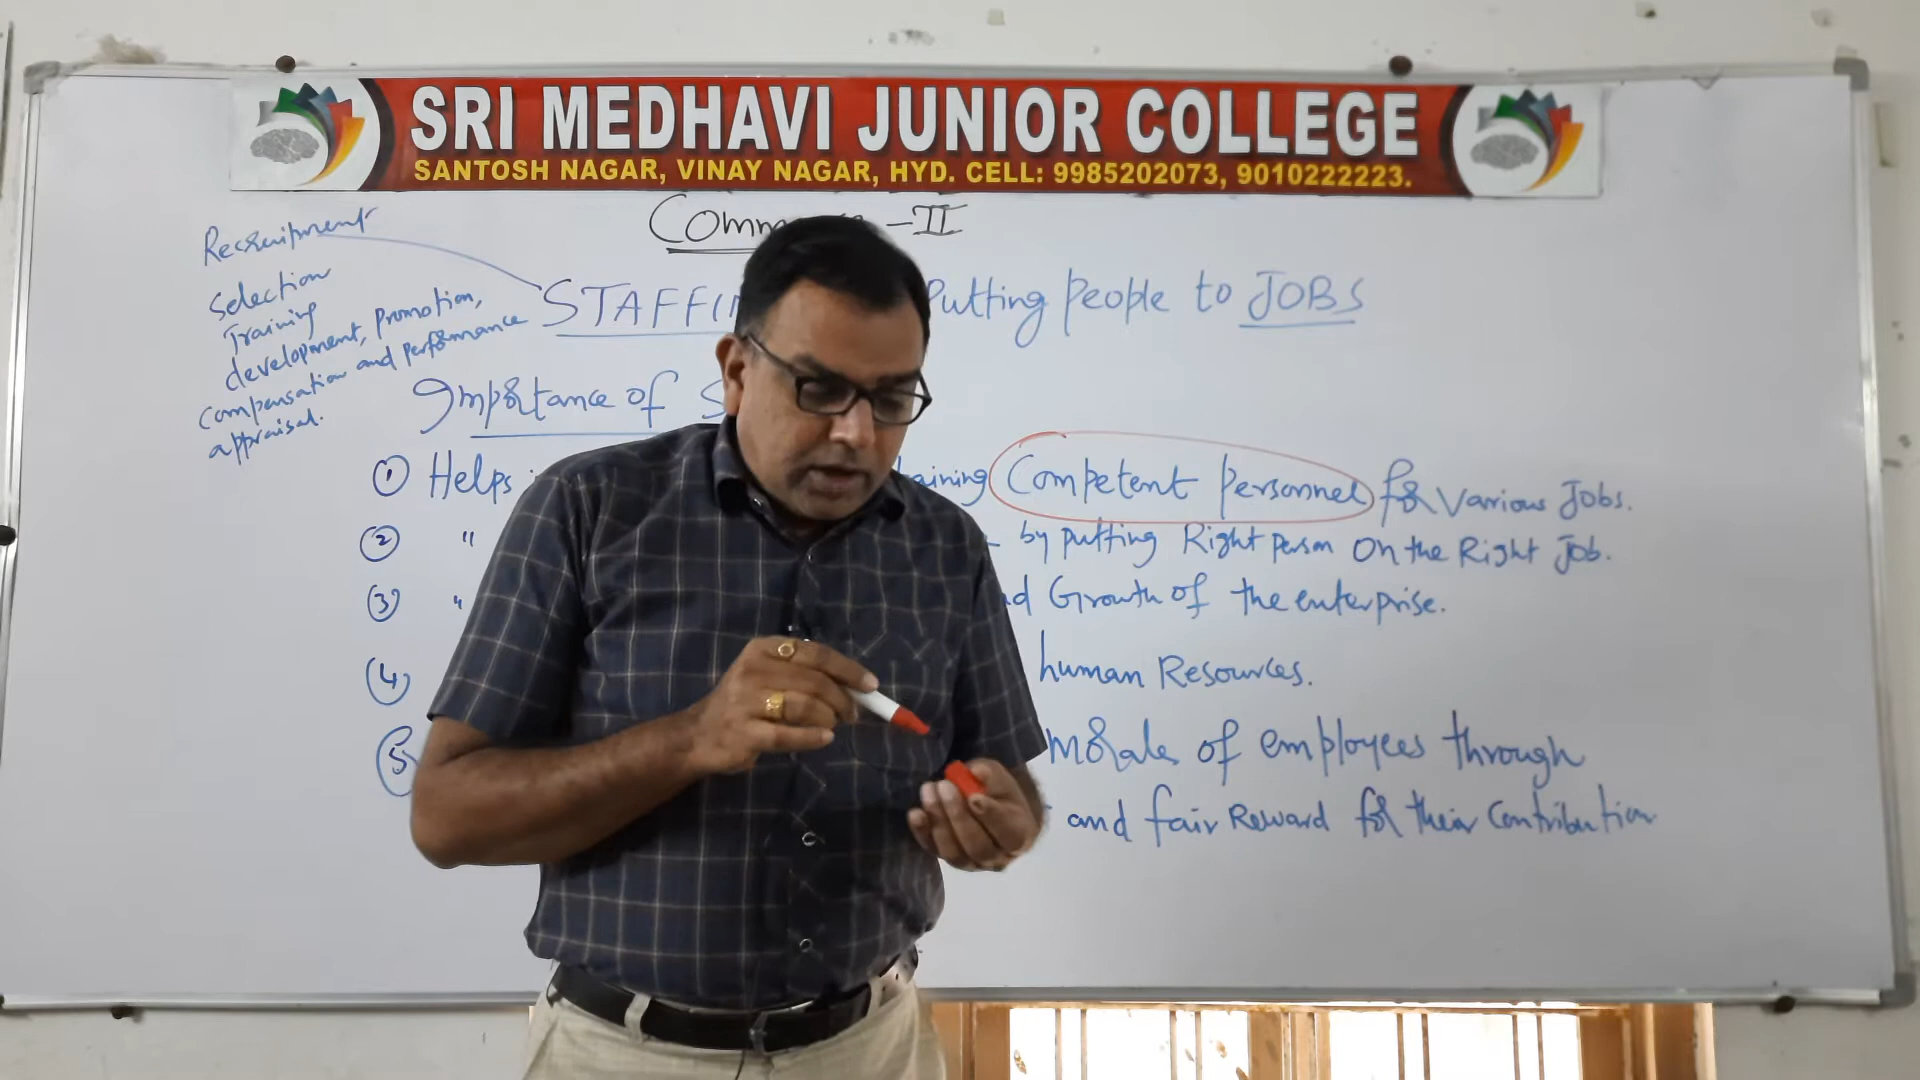 SRI MEDHAVI JUNIOR COLLEGE
SANTOSH NAGAR, VINAY NAGAR, HYD. CELL: 9985202073, 9010222223.
-II
Recruitment
Selection
Training
development, promotion,
compensation and performance
appraisal.
Putting people to JOBS
Importance of
① Helps Competent Personnel for Various Jobs.
② " by putting Right person On the Right Job.
③ " Growth of the enterprise.
④ human Resources.
⑤ morale of employees through
and fair Reward for their Contribution